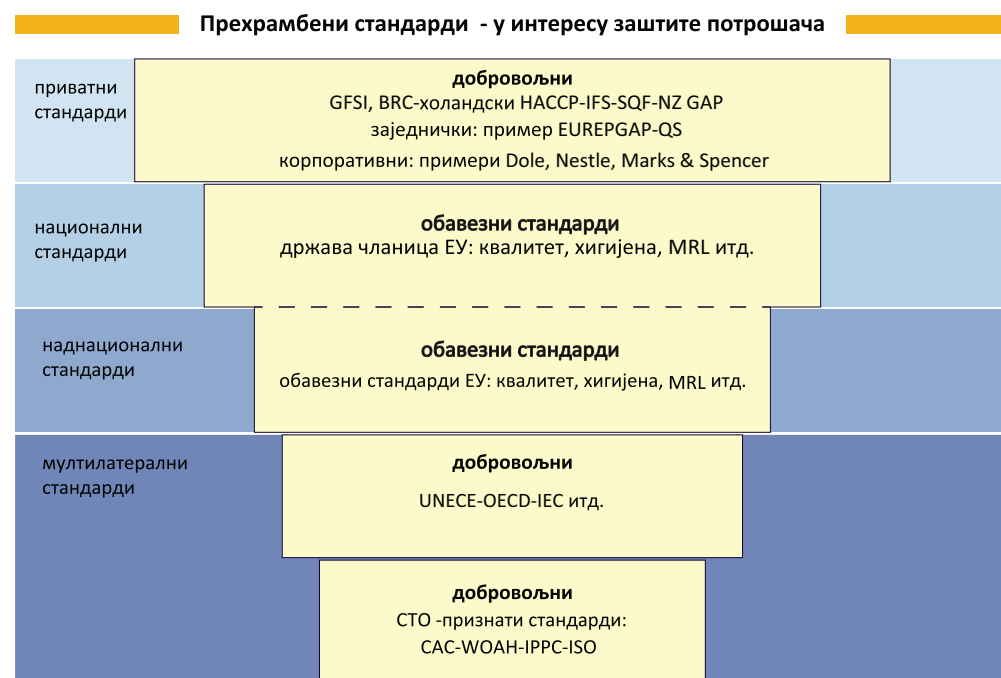 Прехрамбени стандарди - у интересу заштите потрошача
приватни
стандарди
добровољни
GFSI, BRC-холандски HACCP-IFS-SQF-NZ GAP
заједнички: пример EUREPGAP-QS
корпоративни: примери Dole, Nestle, Marks & Spencer
национални
стандарди
обавезни стандарди
држава чланица ЕУ: квалитет, хигијена, MRL итд.
наднационални
стандарди
обавезни стандарди
обавезни стандарди ЕУ: квалитет, хигијена, MRL итд.
мултилатерални
стандарди
добровољни
UNECE-OECD-IEC итд.
добровољни
СТО -признати стандарди:
CAC-WOAH-IPPC-ISO